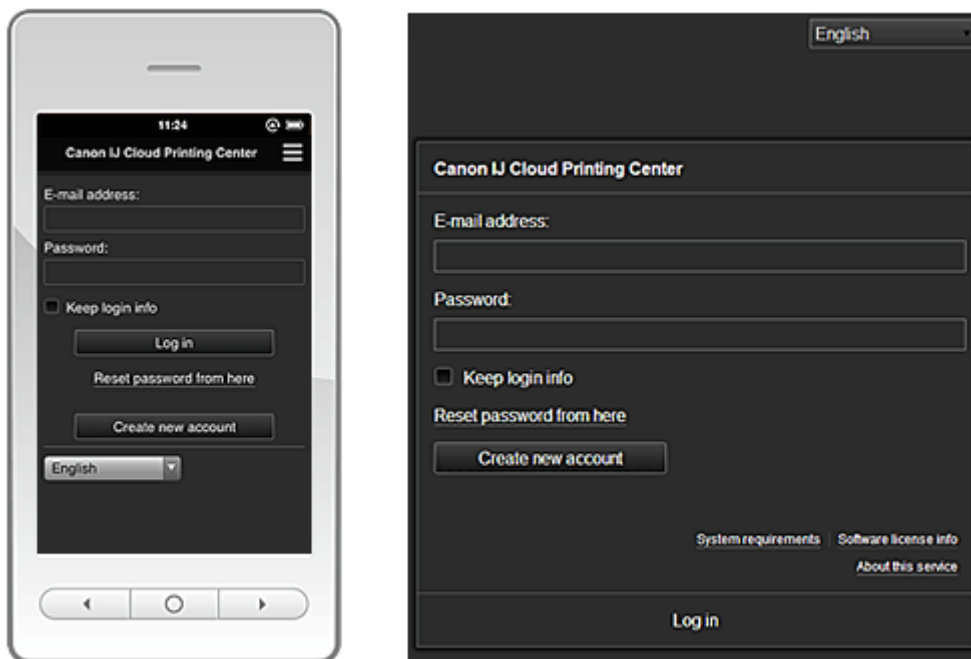 11:24
Canon IJ Cloud Printing Center
E-mail address:
Password:
Keep login info
Log in
Reset password from here
Create new account
English
English
Canon IJ Cloud Printing Center
E-mail address:
Password:
Keep login info
Reset password from here
Create new account
System requirements | Software license info
About this service
Log in